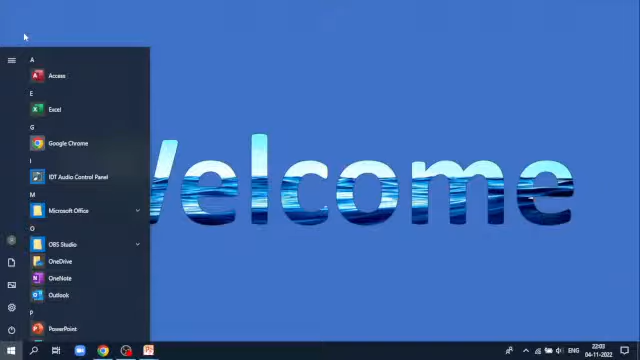 Welcome
A
Access
E
Excel
G
Google Chrome
I
IDT Audio Control Panel
M
Microsoft Office
O
OBS Studio
OneDrive
OneNote
Outlook
P
PowerPoint
ENG
22:03
04-11-2022